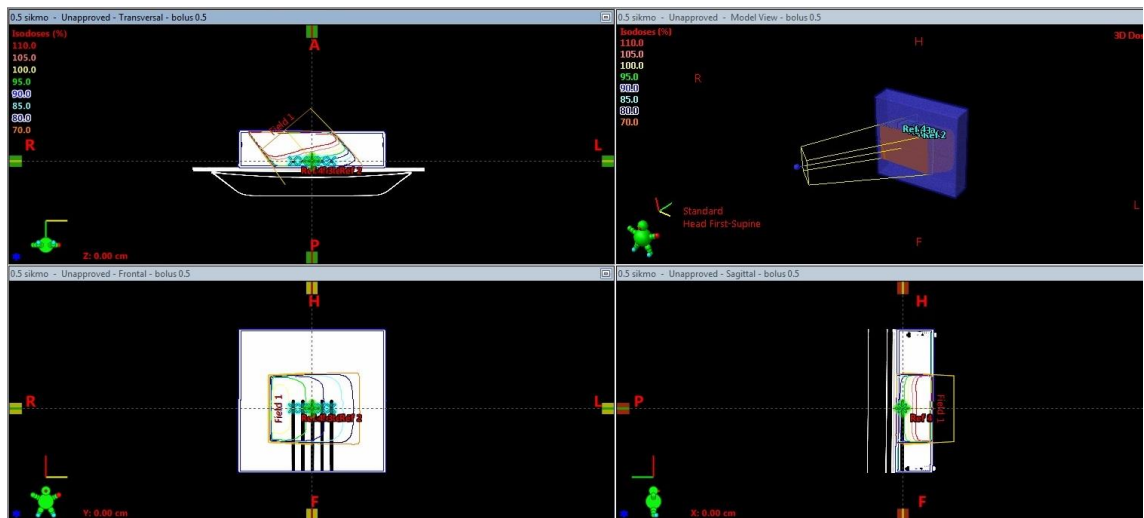 0.5 sikmo - Unapproved - Transversal - bolus 0.5
Isodoses (%)
110.0
105.0
100.0
95.0
90.0
85.0
80.0
70.0
A
R
L
P
Field 1
Z: 0.00 cm
0.5 sikmo - Unapproved - Model View - bolus 0.5
Isodoses (%)
110.0
105.0
100.0
95.0
90.0
85.0
80.0
70.0
H
R
L
F
3D Do
Standard
Head First-Supine
0.5 sikmo - Unapproved - Frontal - bolus 0.5
H
R
L
F
Field 1
Y: 0.00 cm
0.5 sikmo - Unapproved - Sagittal - bolus 0.5
H
P
A
F
Field 1
X: 0.00 cm